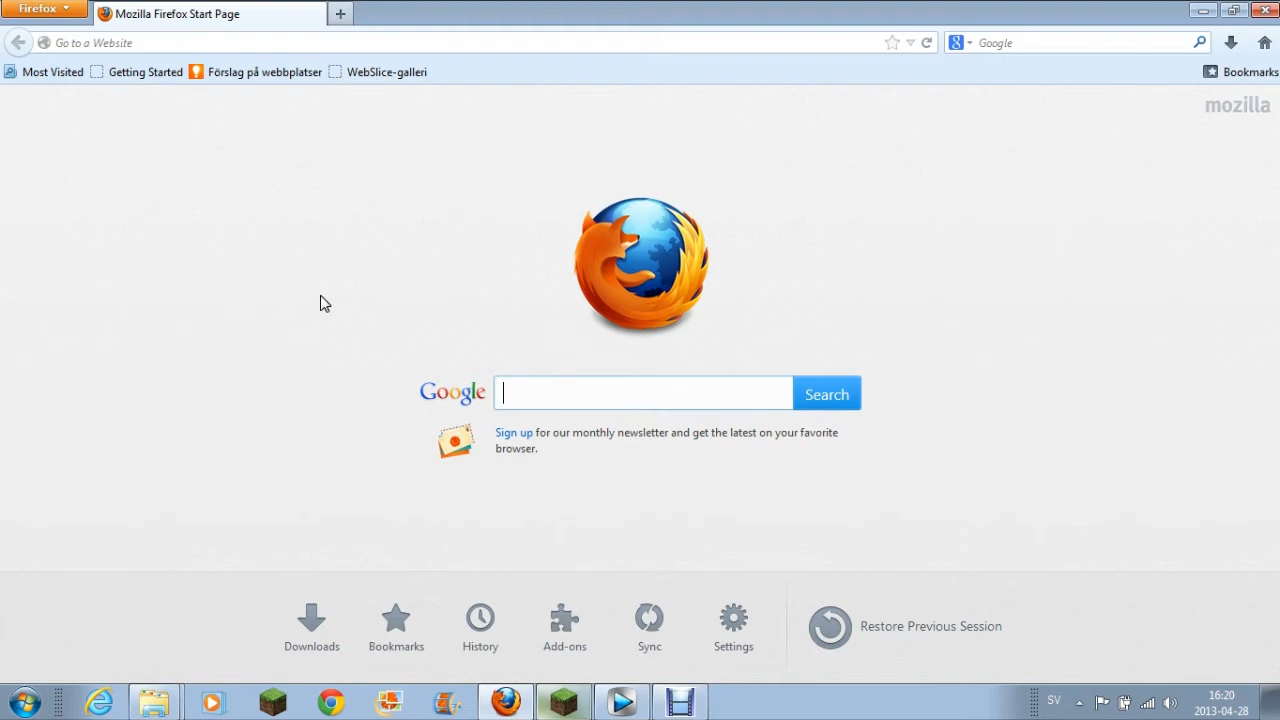 Firefox
Mozilla Firefox Start Page
Go to a Website
Google
Most Visited
Getting Started
Förslag på webbplatser
WebSlice-galleri
Bookmarks
mozilla
Google
Search
Sign up for our monthly newsletter and get the latest on your favorite
browser.
Downloads
Bookmarks
History
Add-ons
Sync
Settings
Restore Previous Session
SV
16:20
2013-04-28